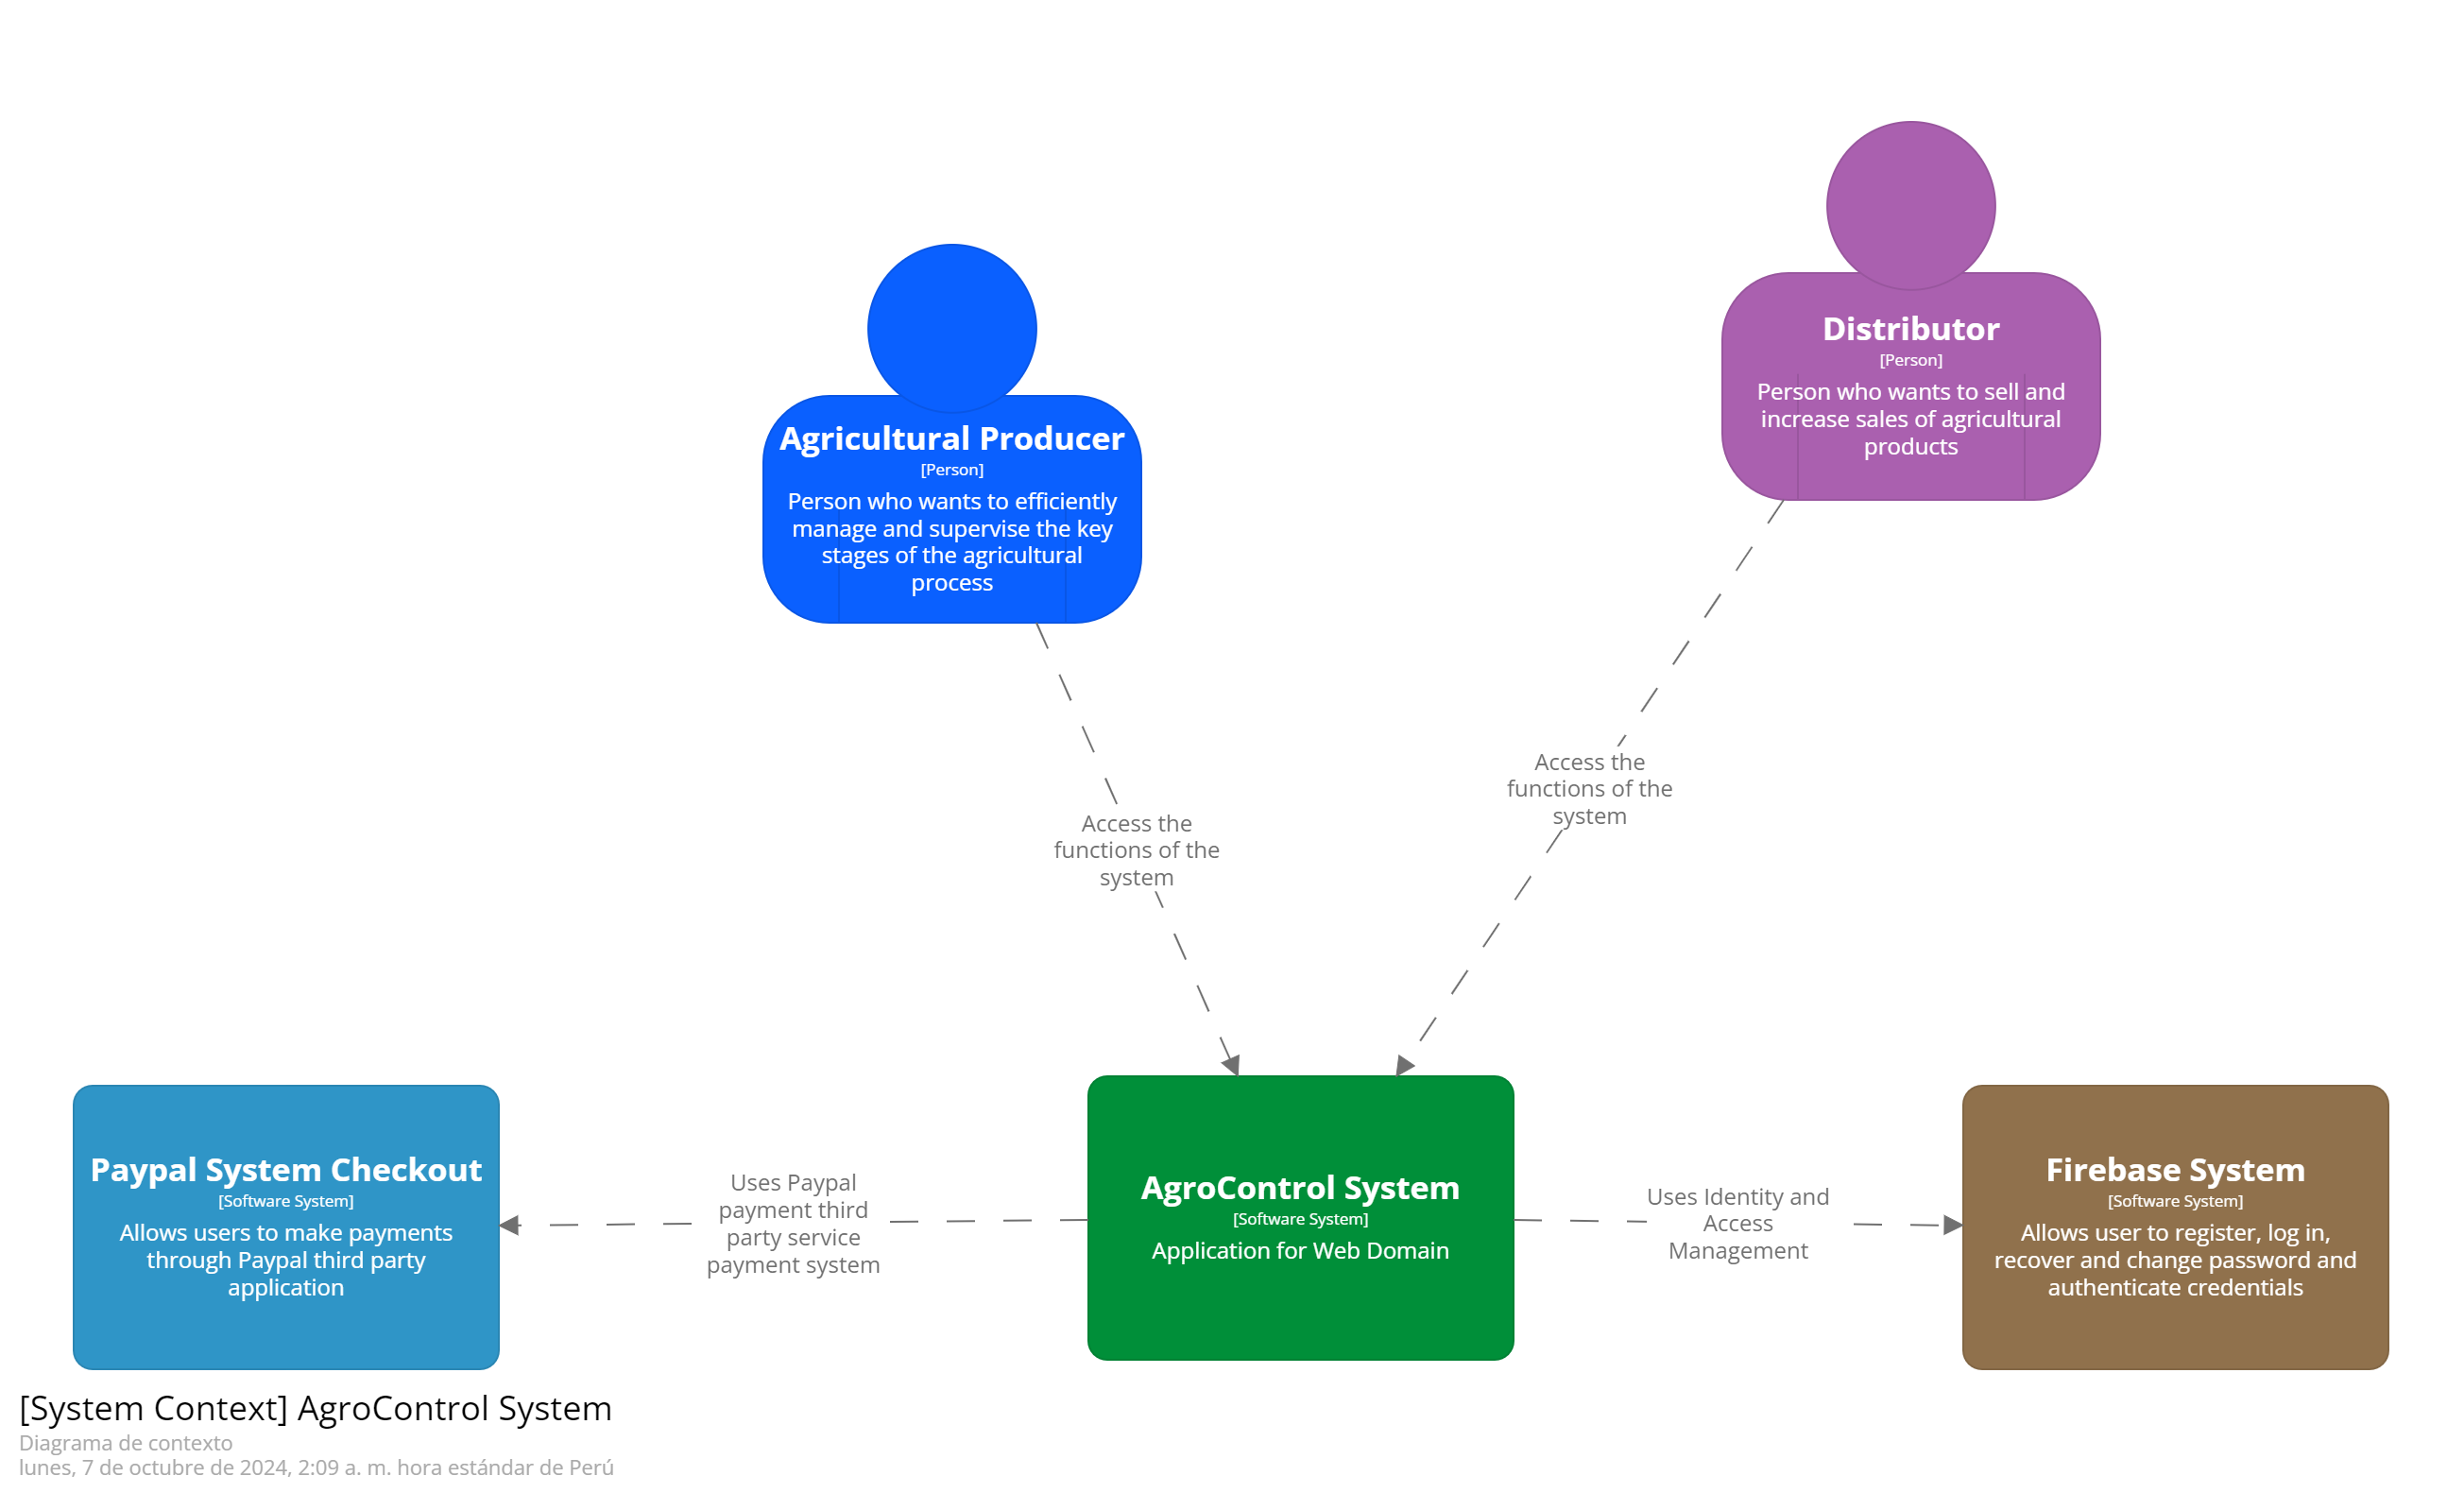 Distributor
[Person]
Person who wants to sell and
increase sales of agricultural
products
Agricultural Producer
[Person]
Person who wants to efficiently
manage and supervise the key
stages of the agricultural
process
Access the
functions of the
system
Access the
functions of the
system
Paypal System Checkout
[Software System]
Allows users to make payments
through Paypal third party
application
Uses Paypal
payment third
party service
payment system
AgroControl System
[Software System]
Application for Web Domain
Uses Identity and
Access
Management
Firebase System
[Software System]
Allows user to register, log in,
recover and change password and
authenticate credentials
[System Context] AgroControl System
Diagrama de contexto
lunes, 7 de octubre de 2024, 2:09 a. m. hora estándar de Perú